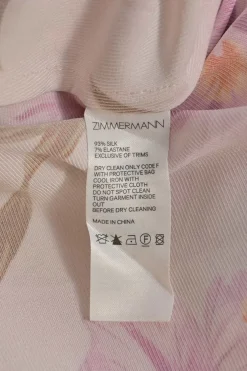 ZIMMERMANN
93% SILK
7% ELASTANE
EXCLUSIVE OF TRIMS
DRY CLEAN ONLY CODE F
WITH PROTECTIVE BAG
COOL IRON WITH
PROTECTIVE CLOTH
DO NOT SPOT CLEAN
TURN GARMENT INSIDE
OUT
BEFORE DRY CLEANING
MADE IN CHINA
F